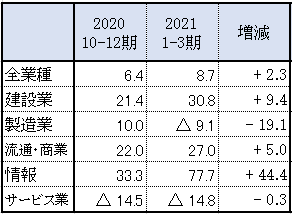 2020
10-12期
2021
1-3期
増減
全業種 6.4 8.7 + 2.3
建設業 21.4 30.8 + 9.4
製造業 10.0 △ 9.1 - 19.1
流通・商業 22.0 27.0 + 5.0
情報 33.3 77.7 + 44.4
サービス業 △ 14.5 △ 14.8 - 0.3